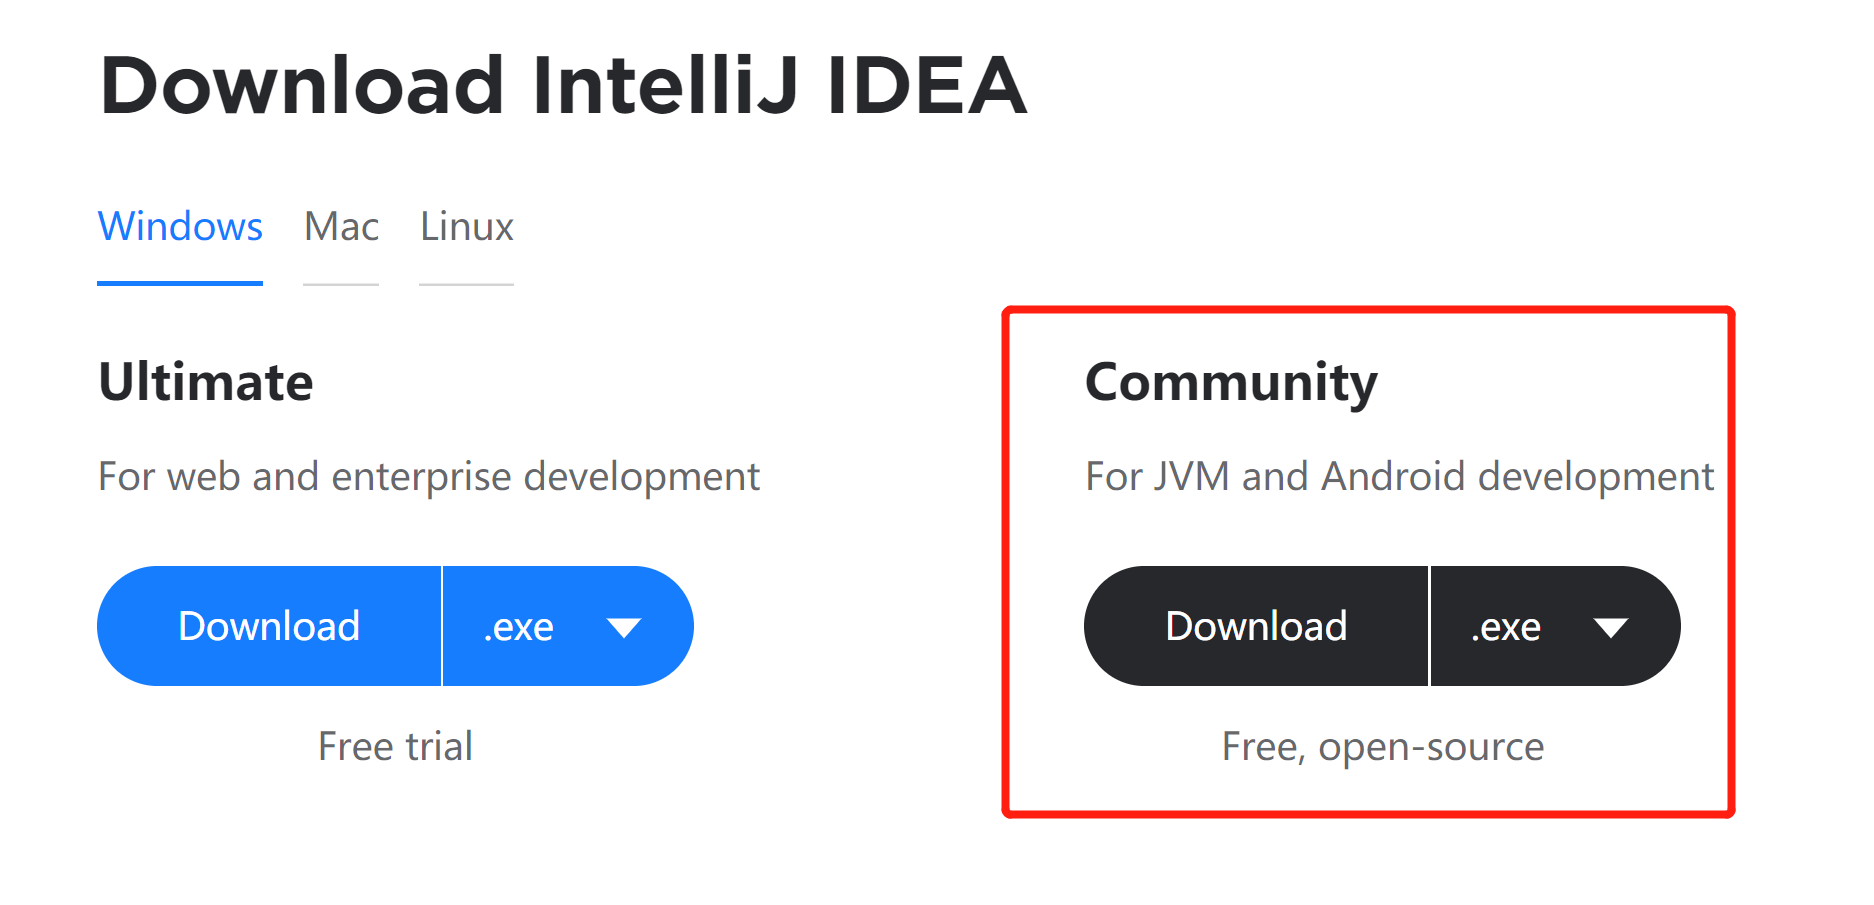 Download IntelliJ IDEA
Windows Mac Linux
Ultimate
For web and enterprise development
Download .exe
Free trial
Community
For JVM and Android development
Download .exe
Free, open-source